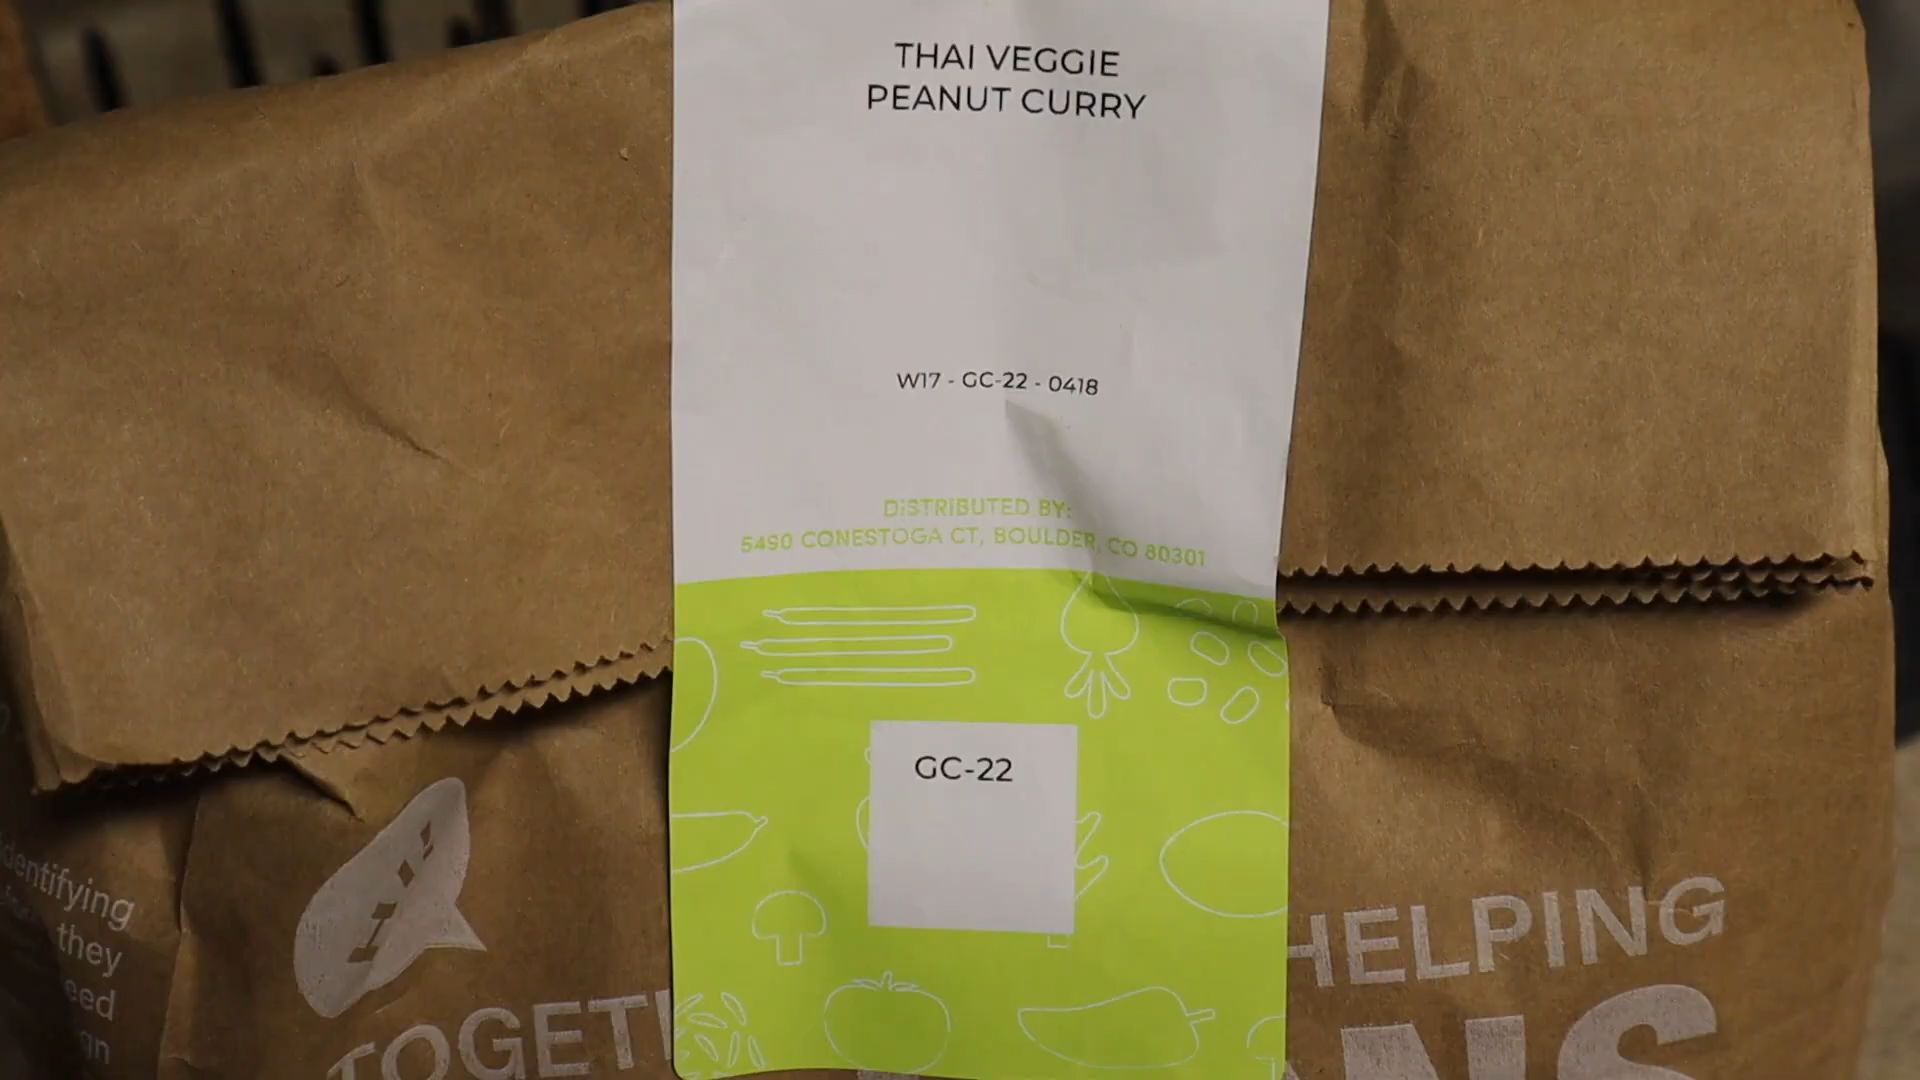 THAI VEGGIE
PEANUT CURRY
W17 - GC-22 - 0418
DISTRIBUTED BY:
5490 CONESTOGA CT, BOULDER, CO 80301
GC-22
identifying
they
HELPING